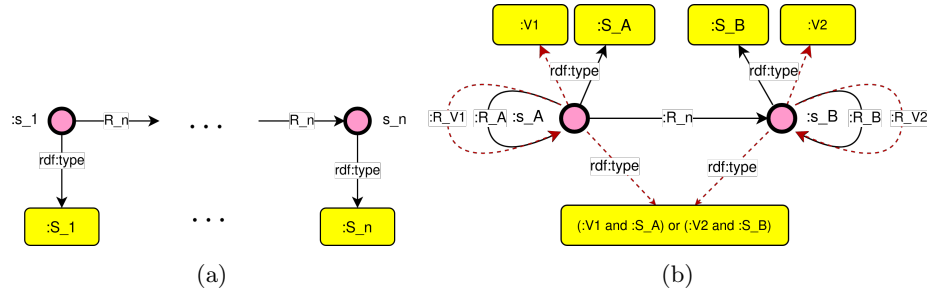 :s_1
R_n
. . .
R_n
s_n
rdf:type
rdf:type
:S_1
. . .
:S_n
(a)
:V1
:S_A
:S_B
:V2
rdf:type
rdf:type
:R_V1
:R_A
:s_A
:R_n
:s_B
:R_B
:R_V2
rdf:type
rdf:type
(:V1 and :S_A) or (:V2 and :S_B)
(b)